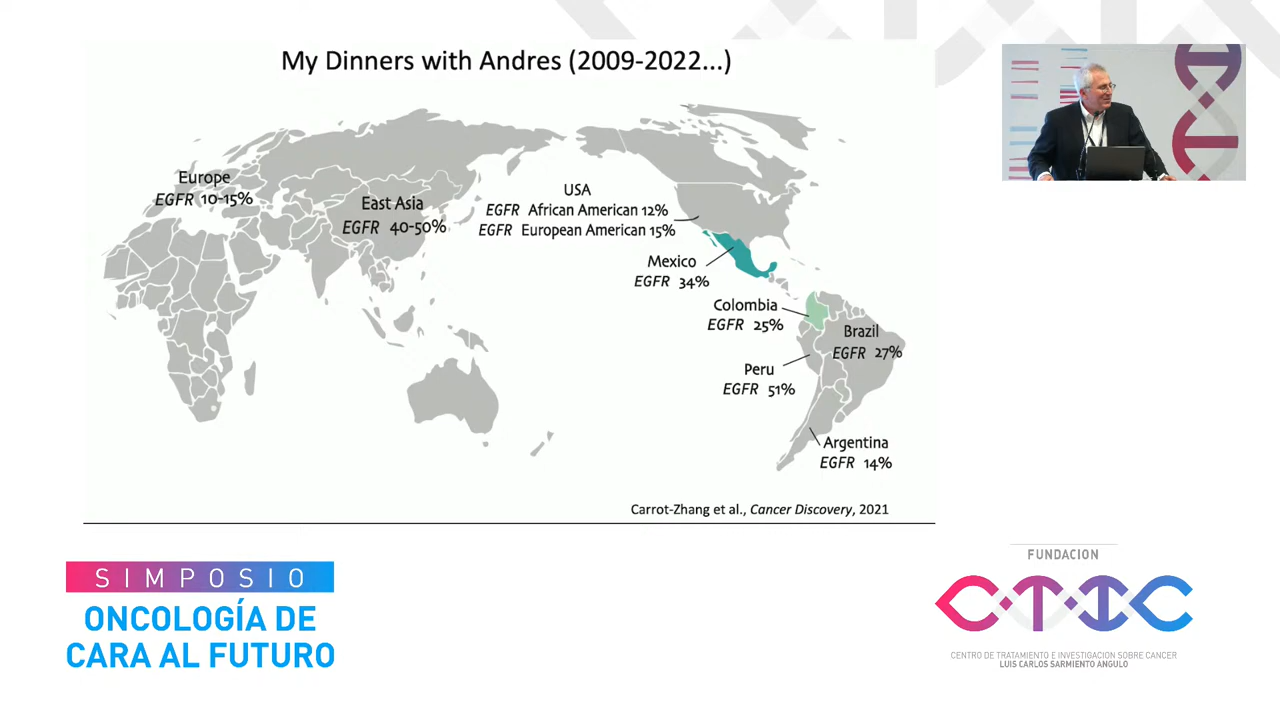 My Dinners with Andres (2009-2022...)
Europe
EGFR 10-15%
East Asia
EGFR 40-50%
USA
EGFR African American 12%
EGFR European American 15%
Mexico
EGFR 34%
Colombia
EGFR 25%
Brazil
EGFR 27%
Peru
EGFR 51%
Argentina
EGFR 14%
Carrot-Zhang et al., Cancer Discovery, 2021
SIMPOSIO
ONCOLOGÍA DE
CARA AL FUTURO
FUNDACION
CTIC
CENTRO DE TRATAMIENTO E INVESTIGACION SOBRE CANCER
LUIS CARLOS SARMIENTO ANGULO